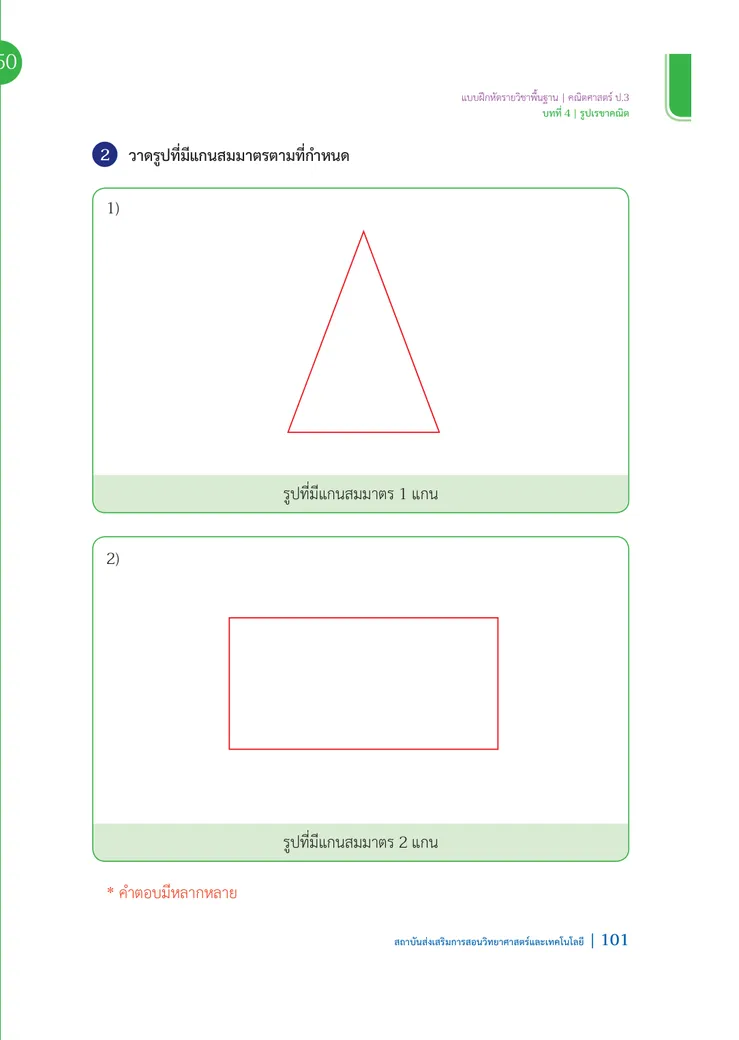 แบบฝึกหัดรายวิชาพื้นฐาน | คณิตศาสตร์ ป.3
บทที่ 4 | รูปเรขาคณิต
2 วาดรูปที่มีแกนสมมาตรตามที่กำหนด
1)
รูปที่มีแกนสมมาตร 1 แกน
2)
รูปที่มีแกนสมมาตร 2 แกน
* คำตอบมีหลากหลาย
สถาบันส่งเสริมการสอนวิทยาศาสตร์และเทคโนโลยี | 101